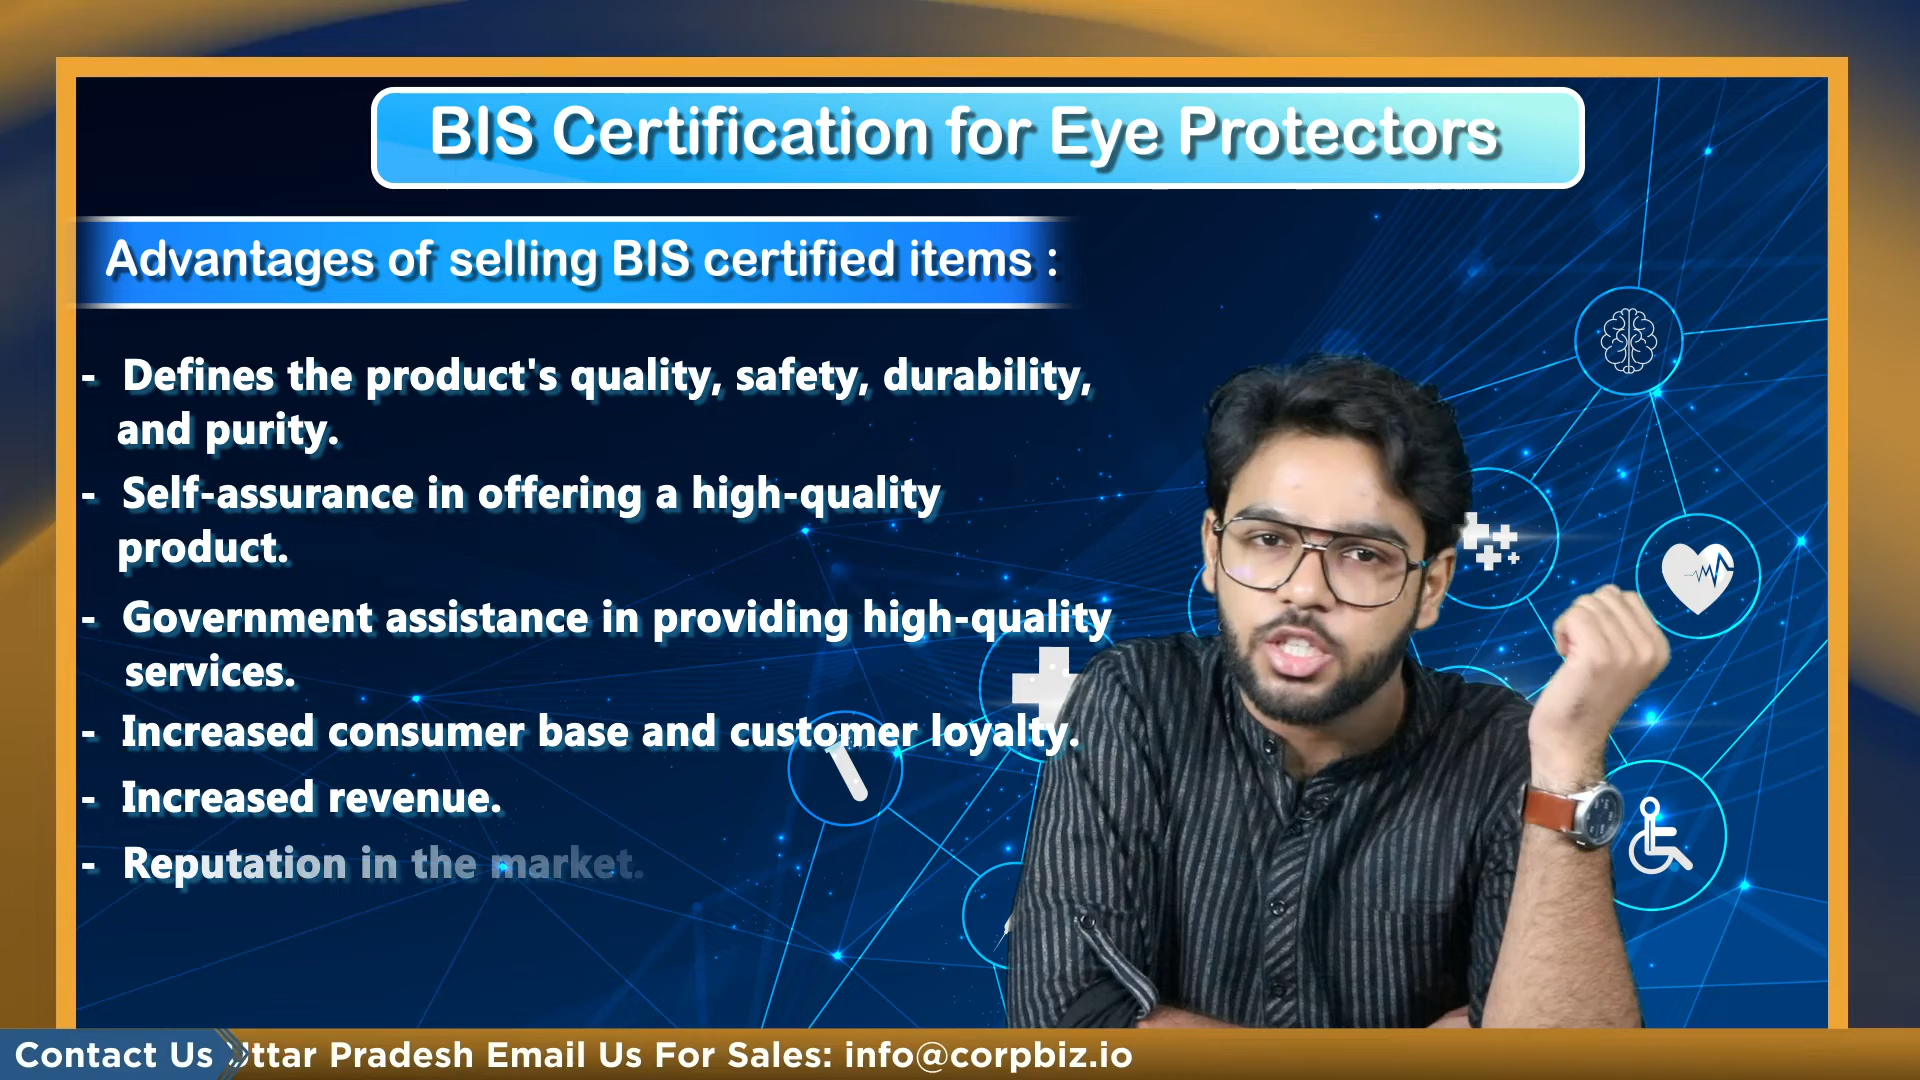 BIS Certification for Eye Protectors
Advantages of selling BIS certified items :
- Defines the product's quality, safety, durability,
and purity.
- Self-assurance in offering a high-quality
product.
- Government assistance in providing high-quality
services.
- Increased consumer base and customer loyalty.
- Increased revenue.
- Reputation in the market.
Contact Us Uttar Pradesh Email Us For Sales: info@corpbiz.io